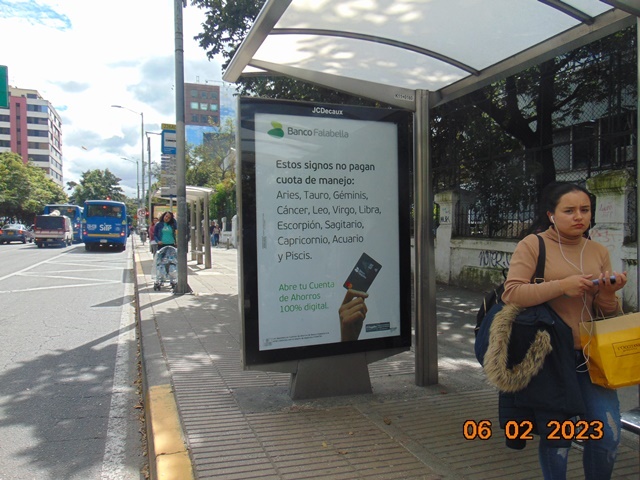 JCDecaux
Banco Falabella
Estos signos no pagan
cuota de manejo:
Aries, Tauro, Géminis,
Cáncer, Leo, Virgo, Libra,
Escorpión, Sagitario,
Capricornio, Acuario
y Piscis.
Abre tu Cuenta
de Ahorros
100% digital.
SITP
06 02 2023